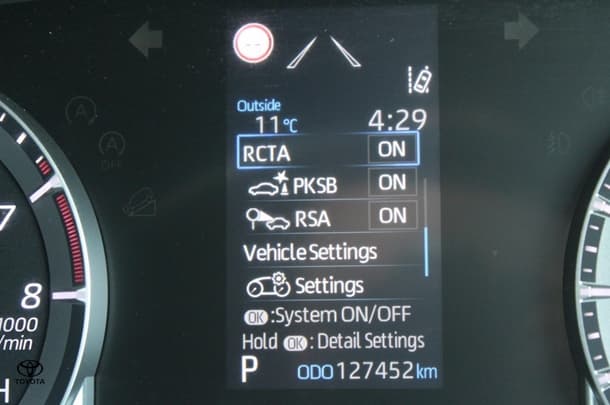 Outside
11°C 4:29
RCTA ON
PKSB ON
RSA ON
Vehicle Settings
Settings
OK :System ON/OFF
Hold OK : Detail Settings
P ODO 127452 km
8
1000
/min
H
TOYOTA
A
A
OFF
7